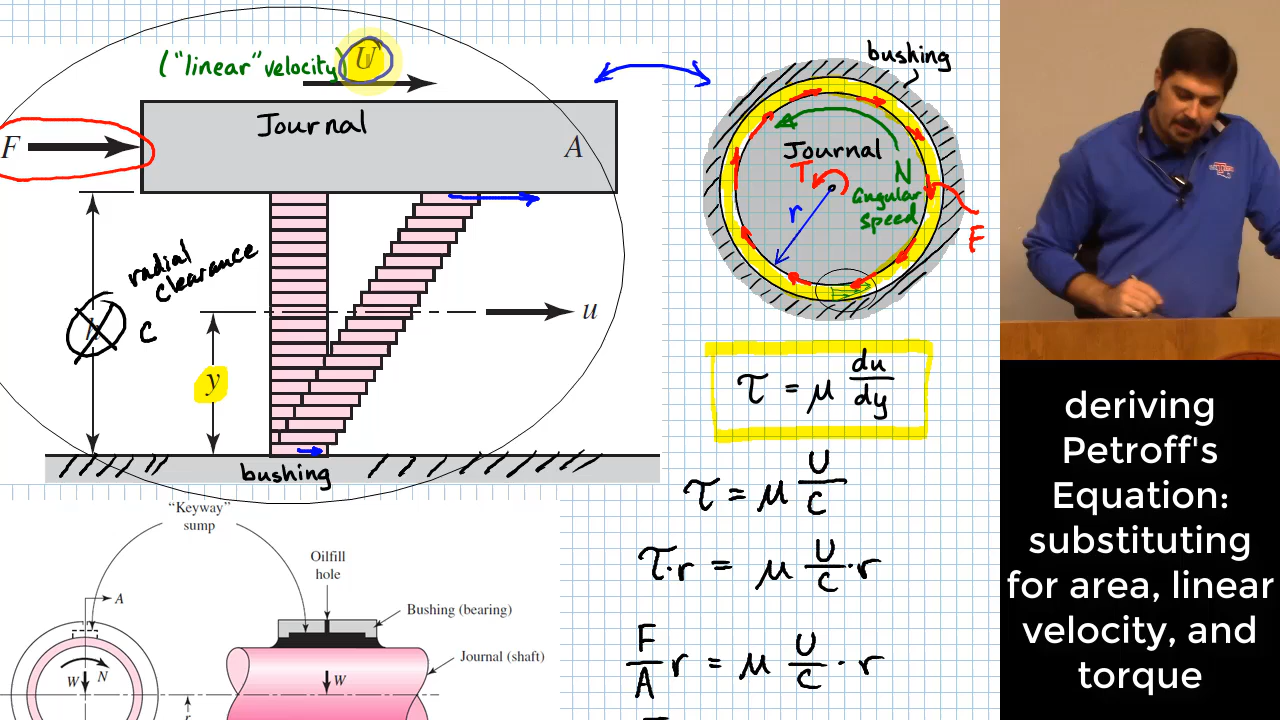 ("linear" velocity) U
F
Journal
A
radial
clearance
h
c
y
u
bushing
bushing
Journal
T
N
angular
speed
r
F
τ = μ du/dy
τ = μ U/c
τ·r = μ U/c · r
F/A r = μ U/c · r
"Keyway"
sump
Oilfill
hole
A
Bushing (bearing)
Journal (shaft)
W
N
W
r
deriving
Petroff's
Equation:
substituting
for area, linear
velocity, and
torque